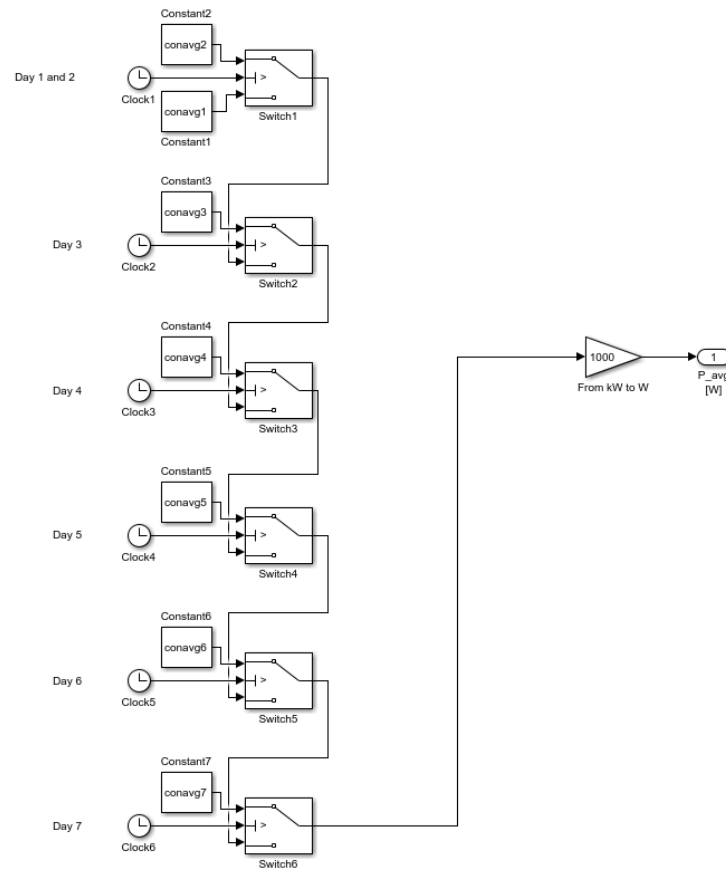 Constant2
conavg2
Day 1 and 2
>
Clock1
conavg1
Switch1
Constant1
Constant3
conavg3
Day 3
>
Clock2
Switch2
Constant4
conavg4
1000
1
From kW to W
P_avg
[W]
Day 4
>
Clock3
Switch3
Constant5
conavg5
Day 5
>
Clock4
Switch4
Constant6
conavg6
Day 6
>
Clock5
Switch5
Constant7
conavg7
Day 7
>
Clock6
Switch6